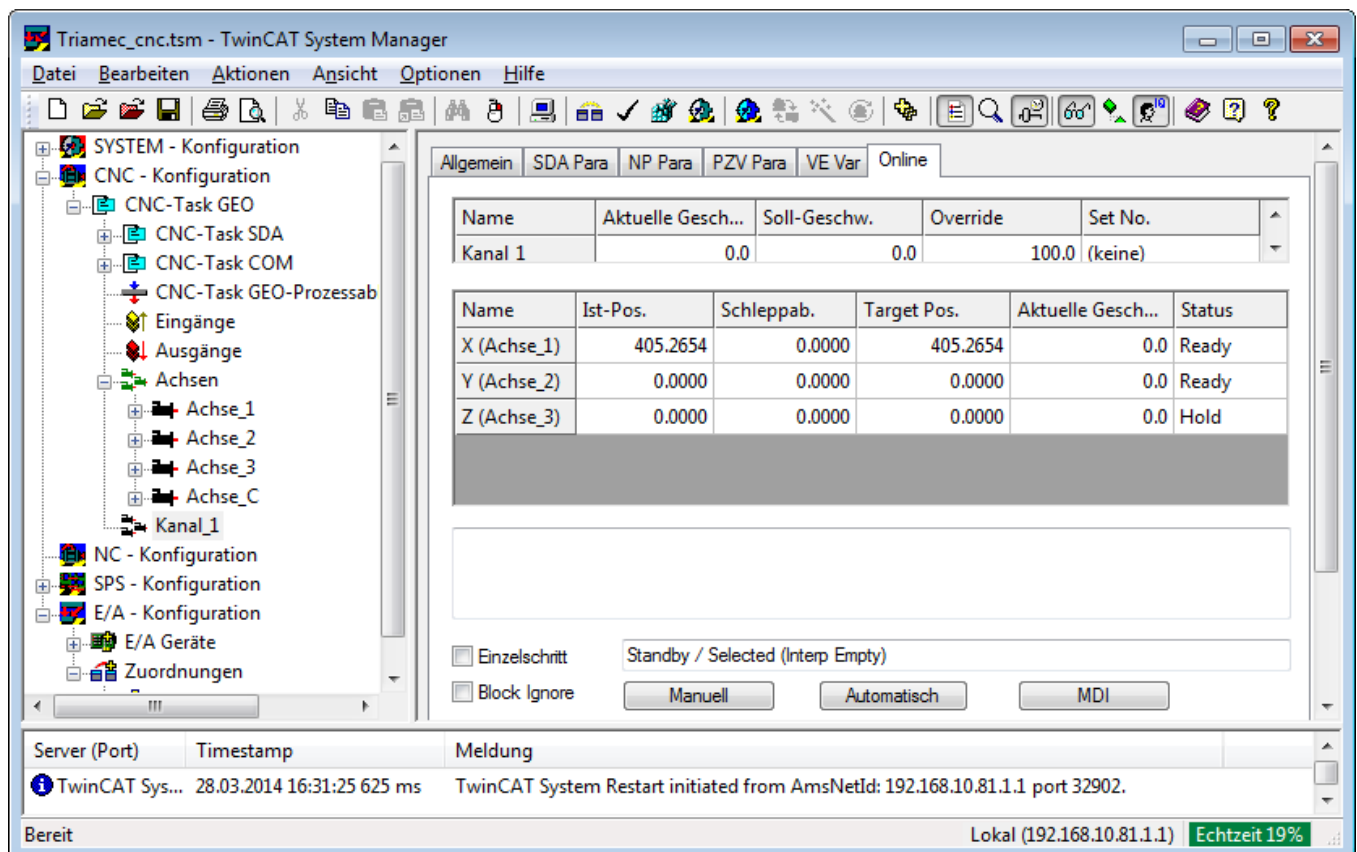 Triamec_cnc.tsm - TwinCAT System Manager
Datei Bearbeiten Aktionen Ansicht Optionen Hilfe
SYSTEM - Konfiguration
CNC - Konfiguration
CNC-Task GEO
CNC-Task SDA
CNC-Task COM
CNC-Task GEO-Prozessab
Eingänge
Ausgänge
Achsen
Achse_1
Achse_2
Achse_3
Achse_C
Kanal_1
NC - Konfiguration
SPS - Konfiguration
E/A - Konfiguration
E/A Geräte
Zuordnungen
Allgemein SDA Para NP Para PZV Para VE Var Online
Name Aktuelle Gesch... Soll-Geschw. Override Set No.
Kanal 1 0.0 0.0 100.0 (keine)
Name Ist-Pos. Schleppab. Target Pos. Aktuelle Gesch... Status
X (Achse_1) 405.2654 0.0000 405.2654 0.0 Ready
Y (Achse_2) 0.0000 0.0000 0.0000 0.0 Ready
Z (Achse_3) 0.0000 0.0000 0.0000 0.0 Hold
Einzelschritt Standby / Selected (Interp Empty)
Block Ignore Manuell Automatisch MDI
Server (Port) Timestamp Meldung
TwinCAT Sys... 28.03.2014 16:31:25 625 ms TwinCAT System Restart initiated from AmsNetId: 192.168.10.81.1.1 port 32902.
Bereit Lokal (192.168.10.81.1.1) Echtzeit 19%